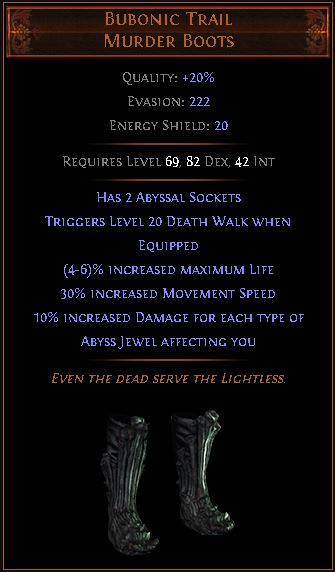 Bubonic Trail
Murder Boots
Quality: +20%
Evasion: 222
Energy Shield: 20
Requires Level 69, 82 Dex, 42 Int
Has 2 Abyssal Sockets
Triggers Level 20 Death Walk when
Equipped
(4-6)% increased maximum Life
30% increased Movement Speed
10% increased Damage for each type of
Abyss Jewel affecting you
Even the dead serve the Lightless.